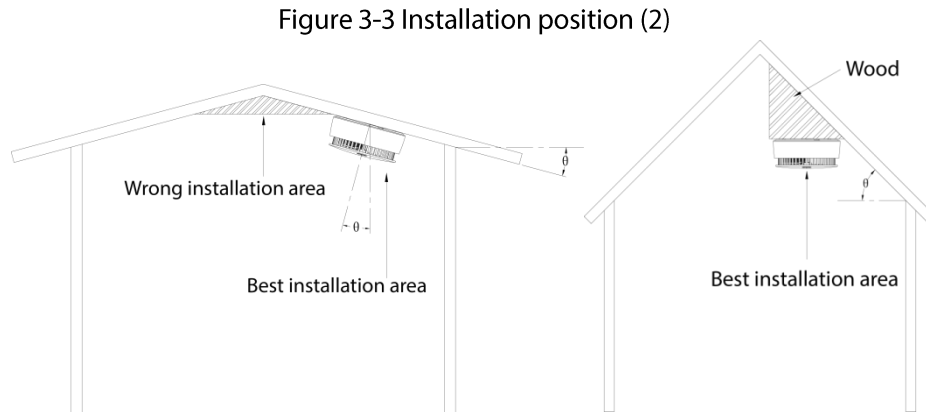 Figure 3-3 Installation position (2)
Wood
Wrong installation area
θ
θ
Best installation area
θ
Best installation area